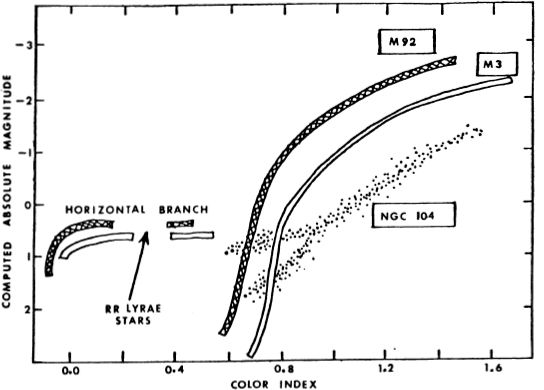 M92
M3
NGC 104
HORIZONTAL BRANCH
RR LYRAE
STARS
COMPUTED ABSOLUTE MAGNITUDE
-3
-1
0
1
2
0.0
0.4
0.8
1.2
1.6
COLOR INDEX